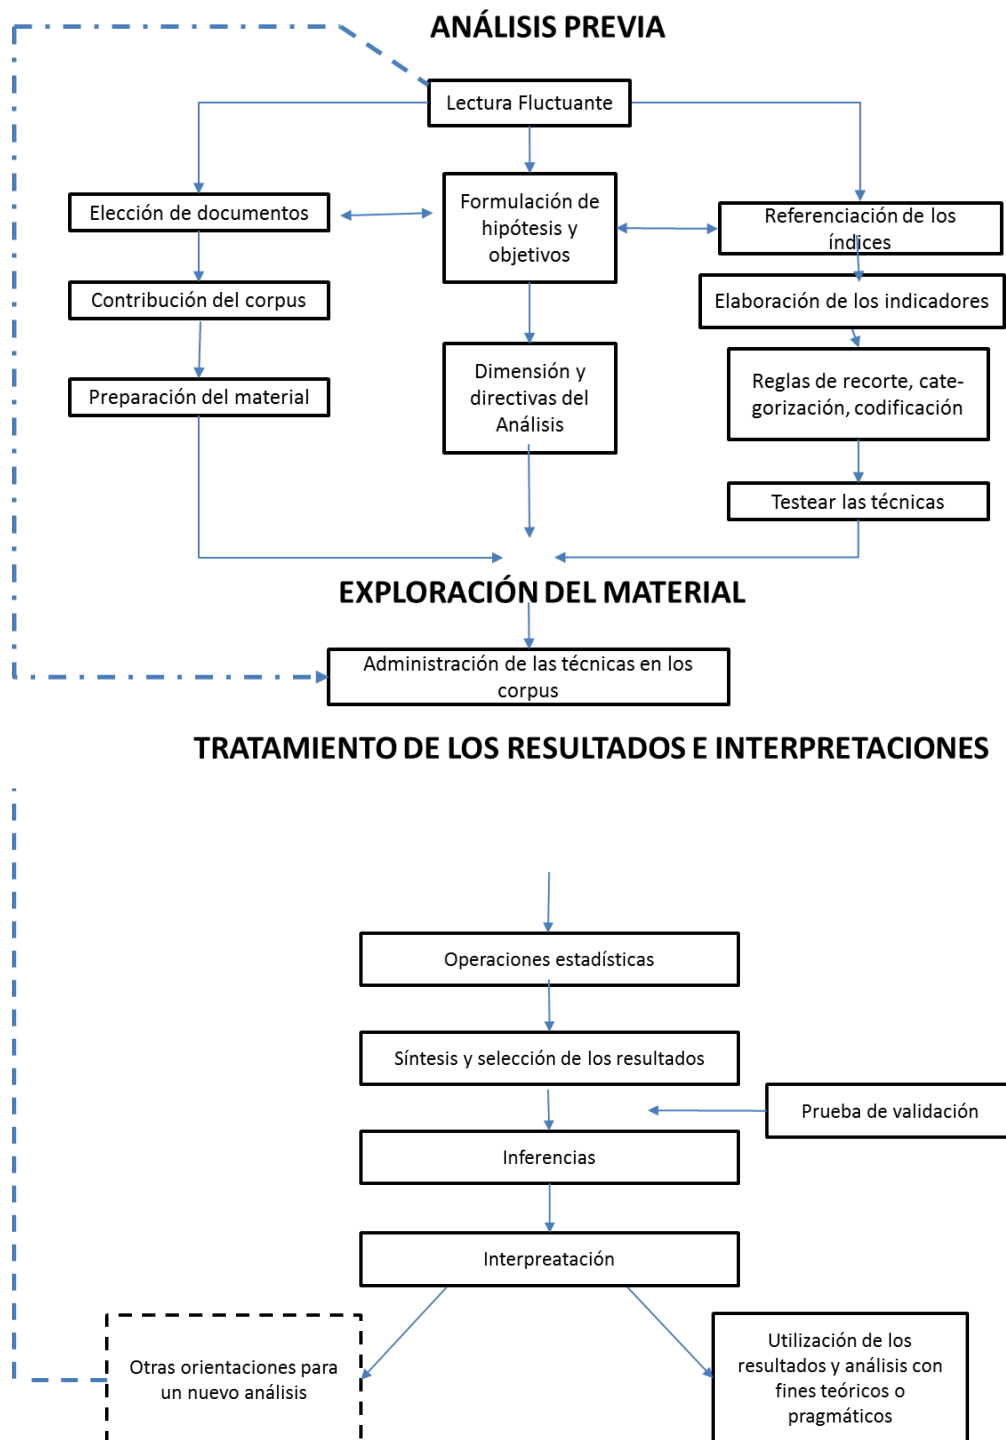 ANÁLISIS PREVIA
Lectura Fluctuante
Elección de documentos
Formulación de
hipótesis y
objetivos
Referenciación de los
índices
Contribución del corpus
Elaboración de los indicadores
Preparación del material
Dimensión y
directivas del
Análisis
Reglas de recorte, cate-
gorización, codificación
Testear las técnicas
EXPLORACIÓN DEL MATERIAL
Administración de las técnicas en los
corpus
TRATAMIENTO DE LOS RESULTADOS E INTERPRETACIONES
Operaciones estadísticas
Síntesis y selección de los resultados
Prueba de validación
Inferencias
Interpreatación
Otras orientaciones para
un nuevo análisis
Utilización de los
resultados y análisis con
fines teóricos o
pragmáticos